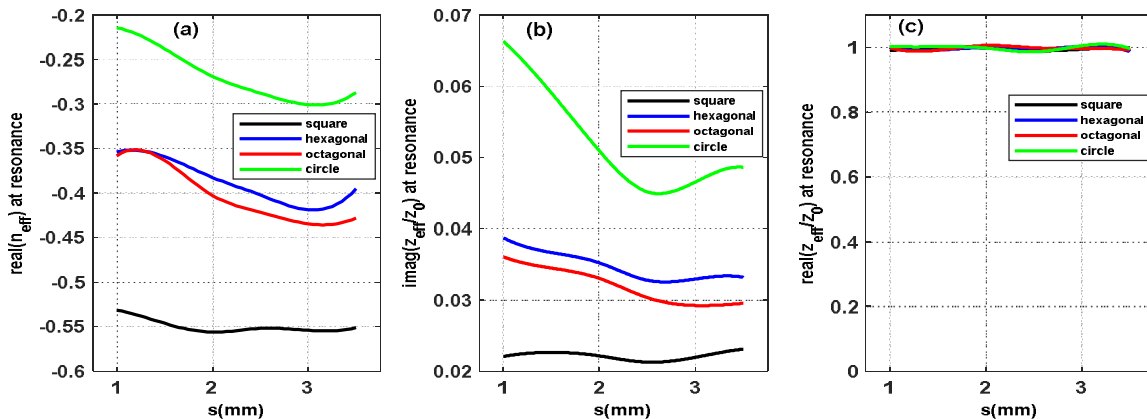 (a)
real(n_eff) at resonance
-0.2
-0.25
-0.3
-0.35
-0.4
-0.45
-0.5
-0.55
-0.6
square
hexagonal
octagonal
circle
1 2 3
s(mm)
(b)
imag(z_eff/z_0) at resonance
0.07
0.06
0.05
0.04
0.03
0.02
square
hexagonal
octagonal
circle
1 2 3
s(mm)
(c)
real(z_eff/z_0) at resonance
1
0.8
0.6
0.4
0.2
0
square
hexagonal
octagonal
circle
1 2 3
s(mm)